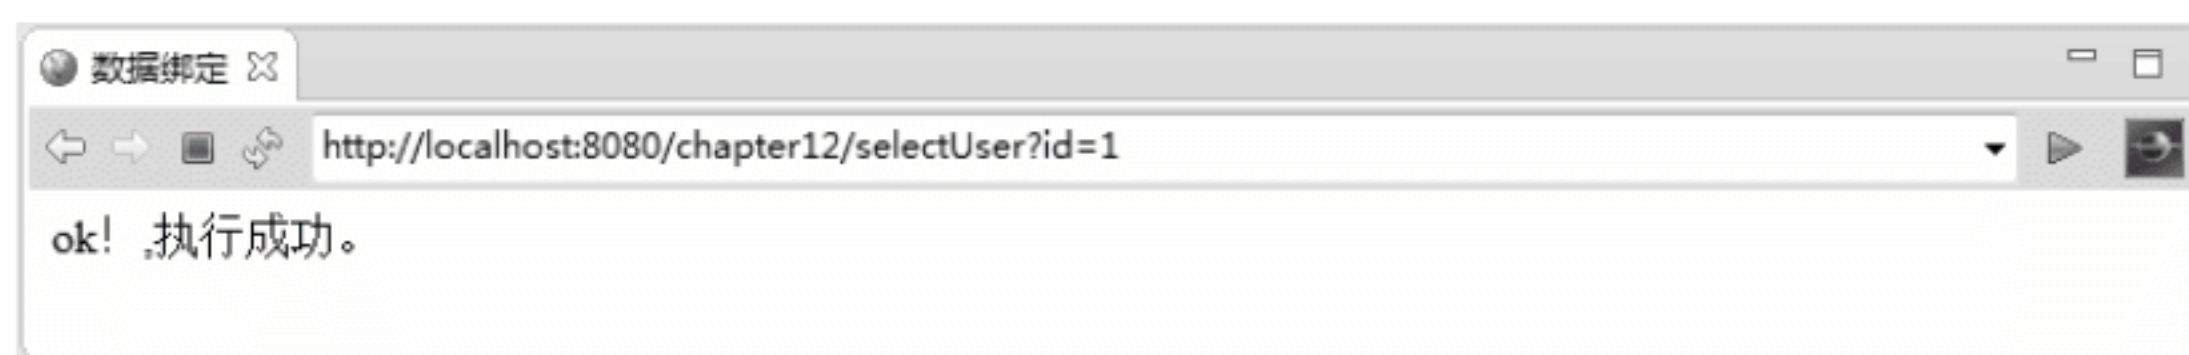 数据绑定
http://localhost:8080/chapter12/selectUser?id=1
ok！,执行成功。